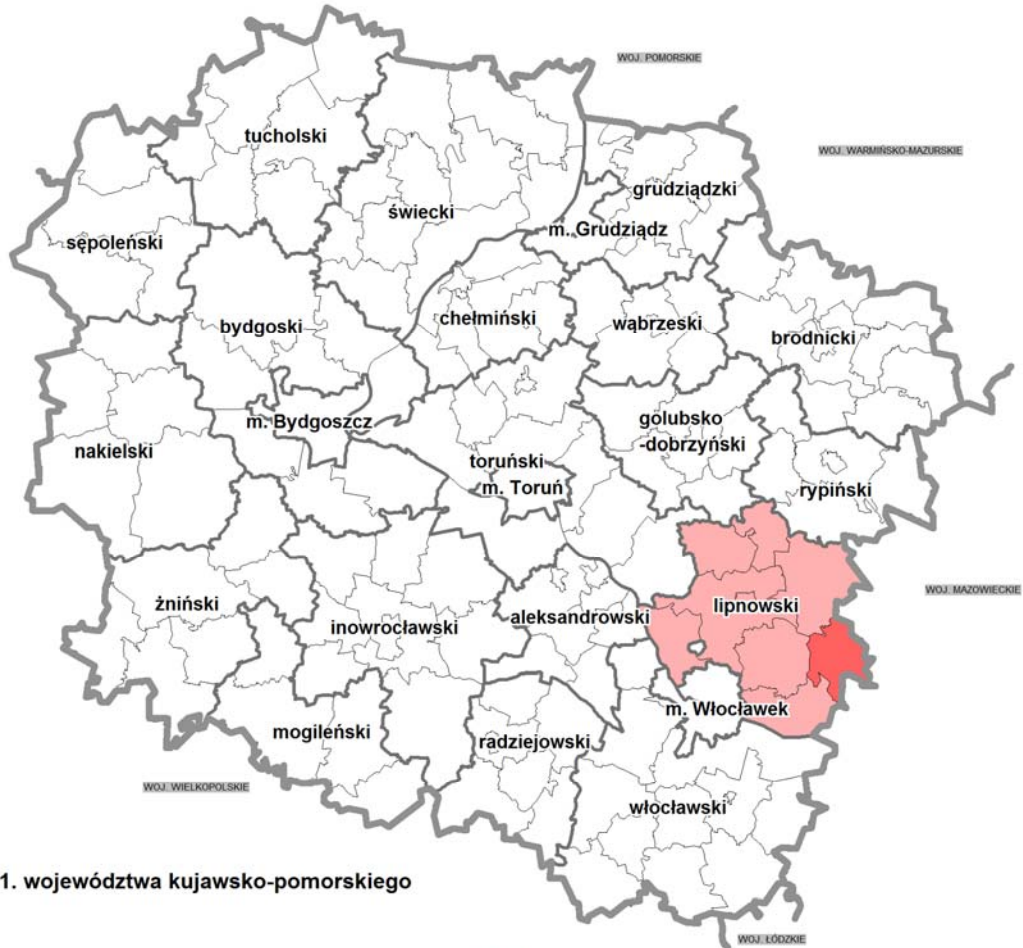 WOJ. POMORSKIE
tucholski
WOJ. WARMIŃSKO-MAZURSKIE
grudziądzki
świecki
m. Grudziądz
sępoleński
chełmiński
wąbrzeski
bydgoski
brodnicki
m. Bydgoszcz
golubsko
-dobrzyński
nakielski
toruński
m. Toruń
rypiński
WOJ. MAZOWIECKIE
żniński
lipnowski
aleksandrowski
inowrocławski
m. Włocławek
mogileński
radziejowski
WOJ. WIELKOPOLSKIE
włocławski
1. województwa kujawsko-pomorskiego
WOJ. ŁÓDZKIE